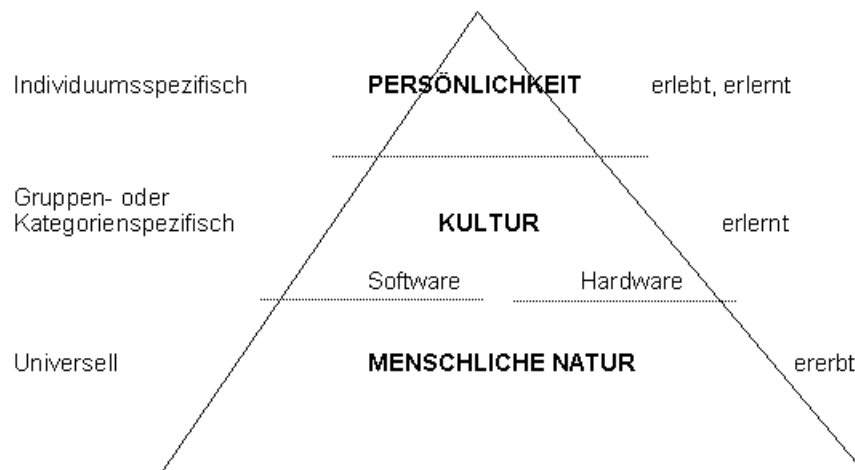 Individuumsspezifisch PERSÖNLICHKEIT erlebt, erlernt
Gruppen- oder
Kategorienspezifisch KULTUR erlernt
Software Hardware
Universell MENSCHLICHE NATUR ererbt